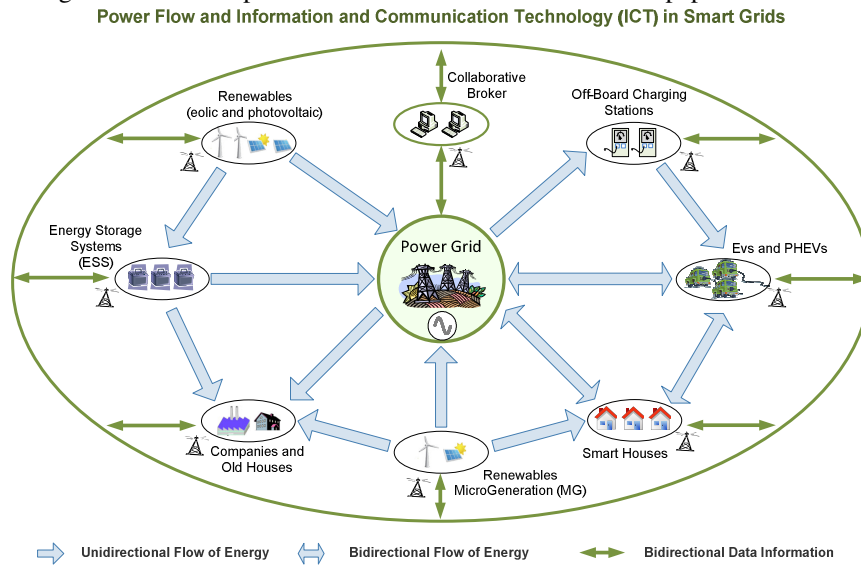 Power Flow and Information and Communication Technology (ICT) in Smart Grids
Collaborative
Broker
Renewables
(eolic and photovoltaic)
Off-Board Charging
Stations
Energy Storage
Systems
(ESS)
Power Grid
Evs and PHEVs
Companies and
Old Houses
Smart Houses
Renewables
MicroGeneration (MG)
Unidirectional Flow of Energy
Bidirectional Flow of Energy
Bidirectional Data Information